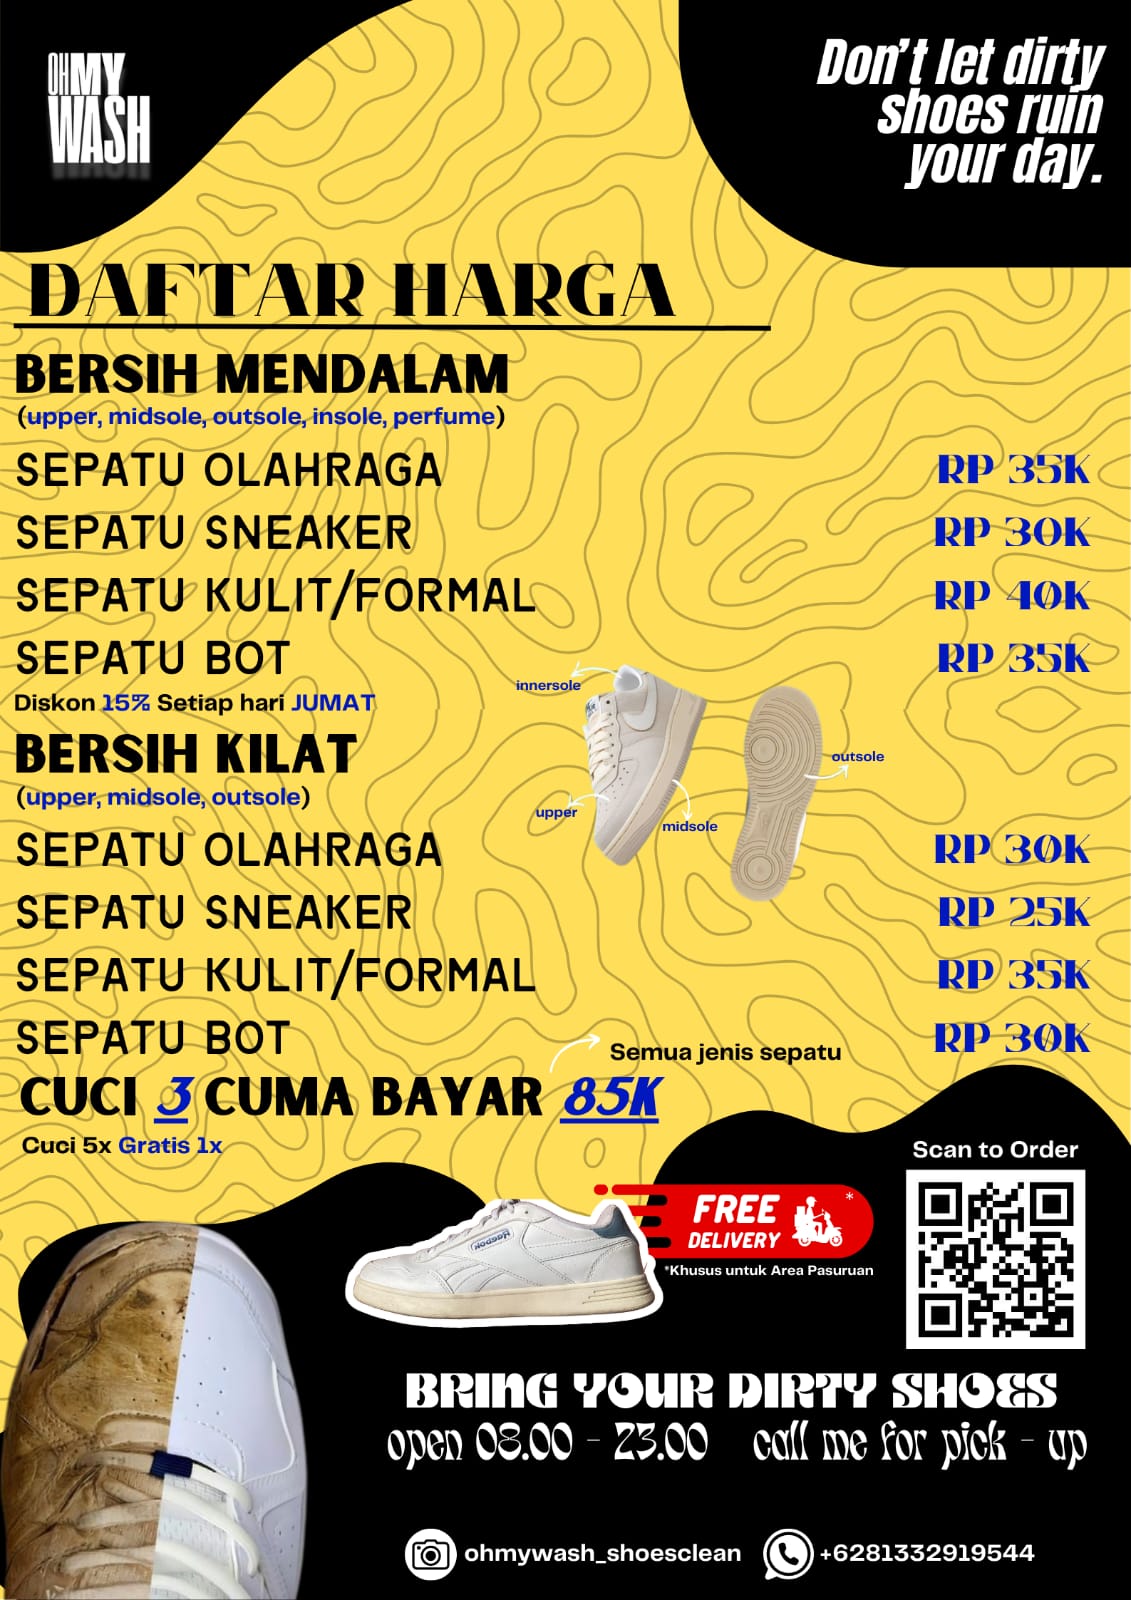 OH MY
WASH
Don't let dirty
shoes ruin
your day.
DAFTAR HARGA
BERSIH MENDALAM
(upper, midsole, outsole, insole, perfume)
SEPATU OLAHRAGA RP 35K
SEPATU SNEAKER RP 30K
SEPATU KULIT/FORMAL RP 40K
SEPATU BOT RP 35K
Diskon 15% Setiap hari JUMAT
innersole
outsole
upper
midsole
BERSIH KILAT
(upper, midsole, outsole)
SEPATU OLAHRAGA RP 30K
SEPATU SNEAKER RP 25K
SEPATU KULIT/FORMAL RP 35K
SEPATU BOT RP 30K
Semua jenis sepatu
CUCI 3 CUMA BAYAR 85K
Cuci 5x Gratis 1x
Scan to Order
FREE *
DELIVERY
*Khusus untuk Area Pasuruan
Reebok
BRING YOUR DIRTY SHOES
open 08.00 - 23.00 call me for pick - up
ohmywash_shoesclean +6281332919544